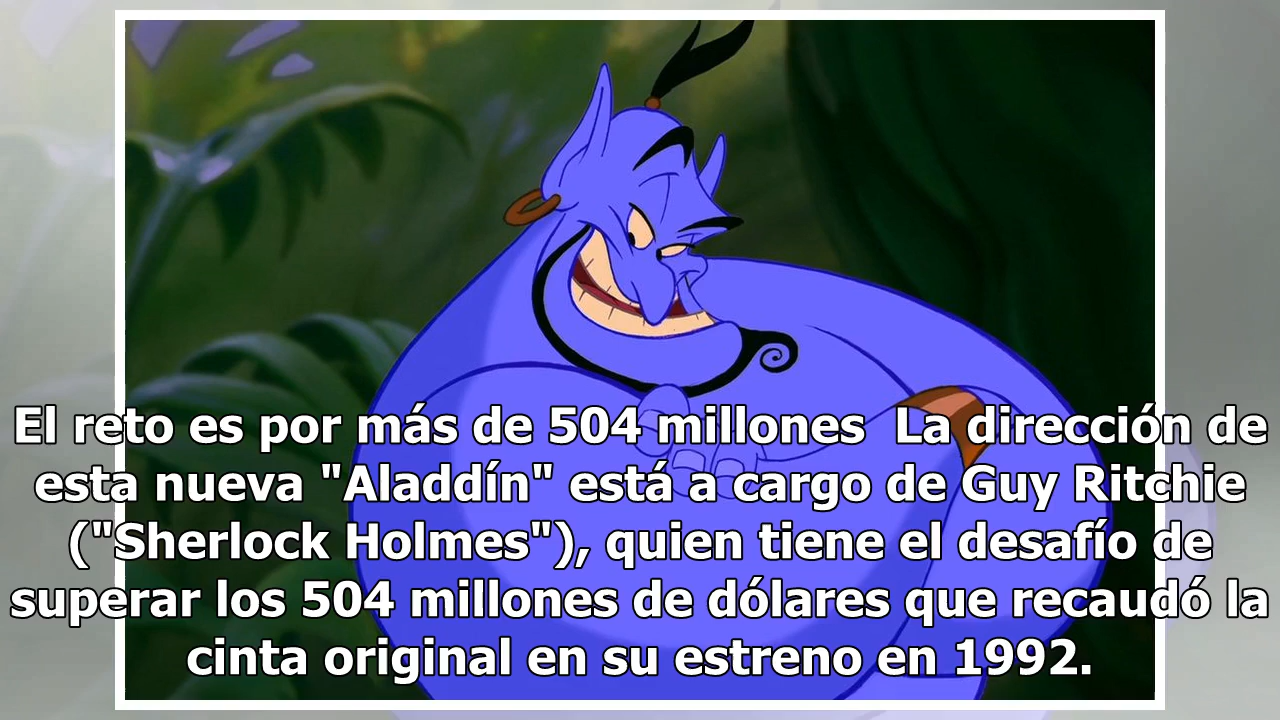 El reto es por más de 504 millones  La dirección de
esta nueva "Aladdín" está a cargo de Guy Ritchie
("Sherlock Holmes"), quien tiene el desafío de
superar los 504 millones de dólares que recaudó la
cinta original en su estreno en 1992.